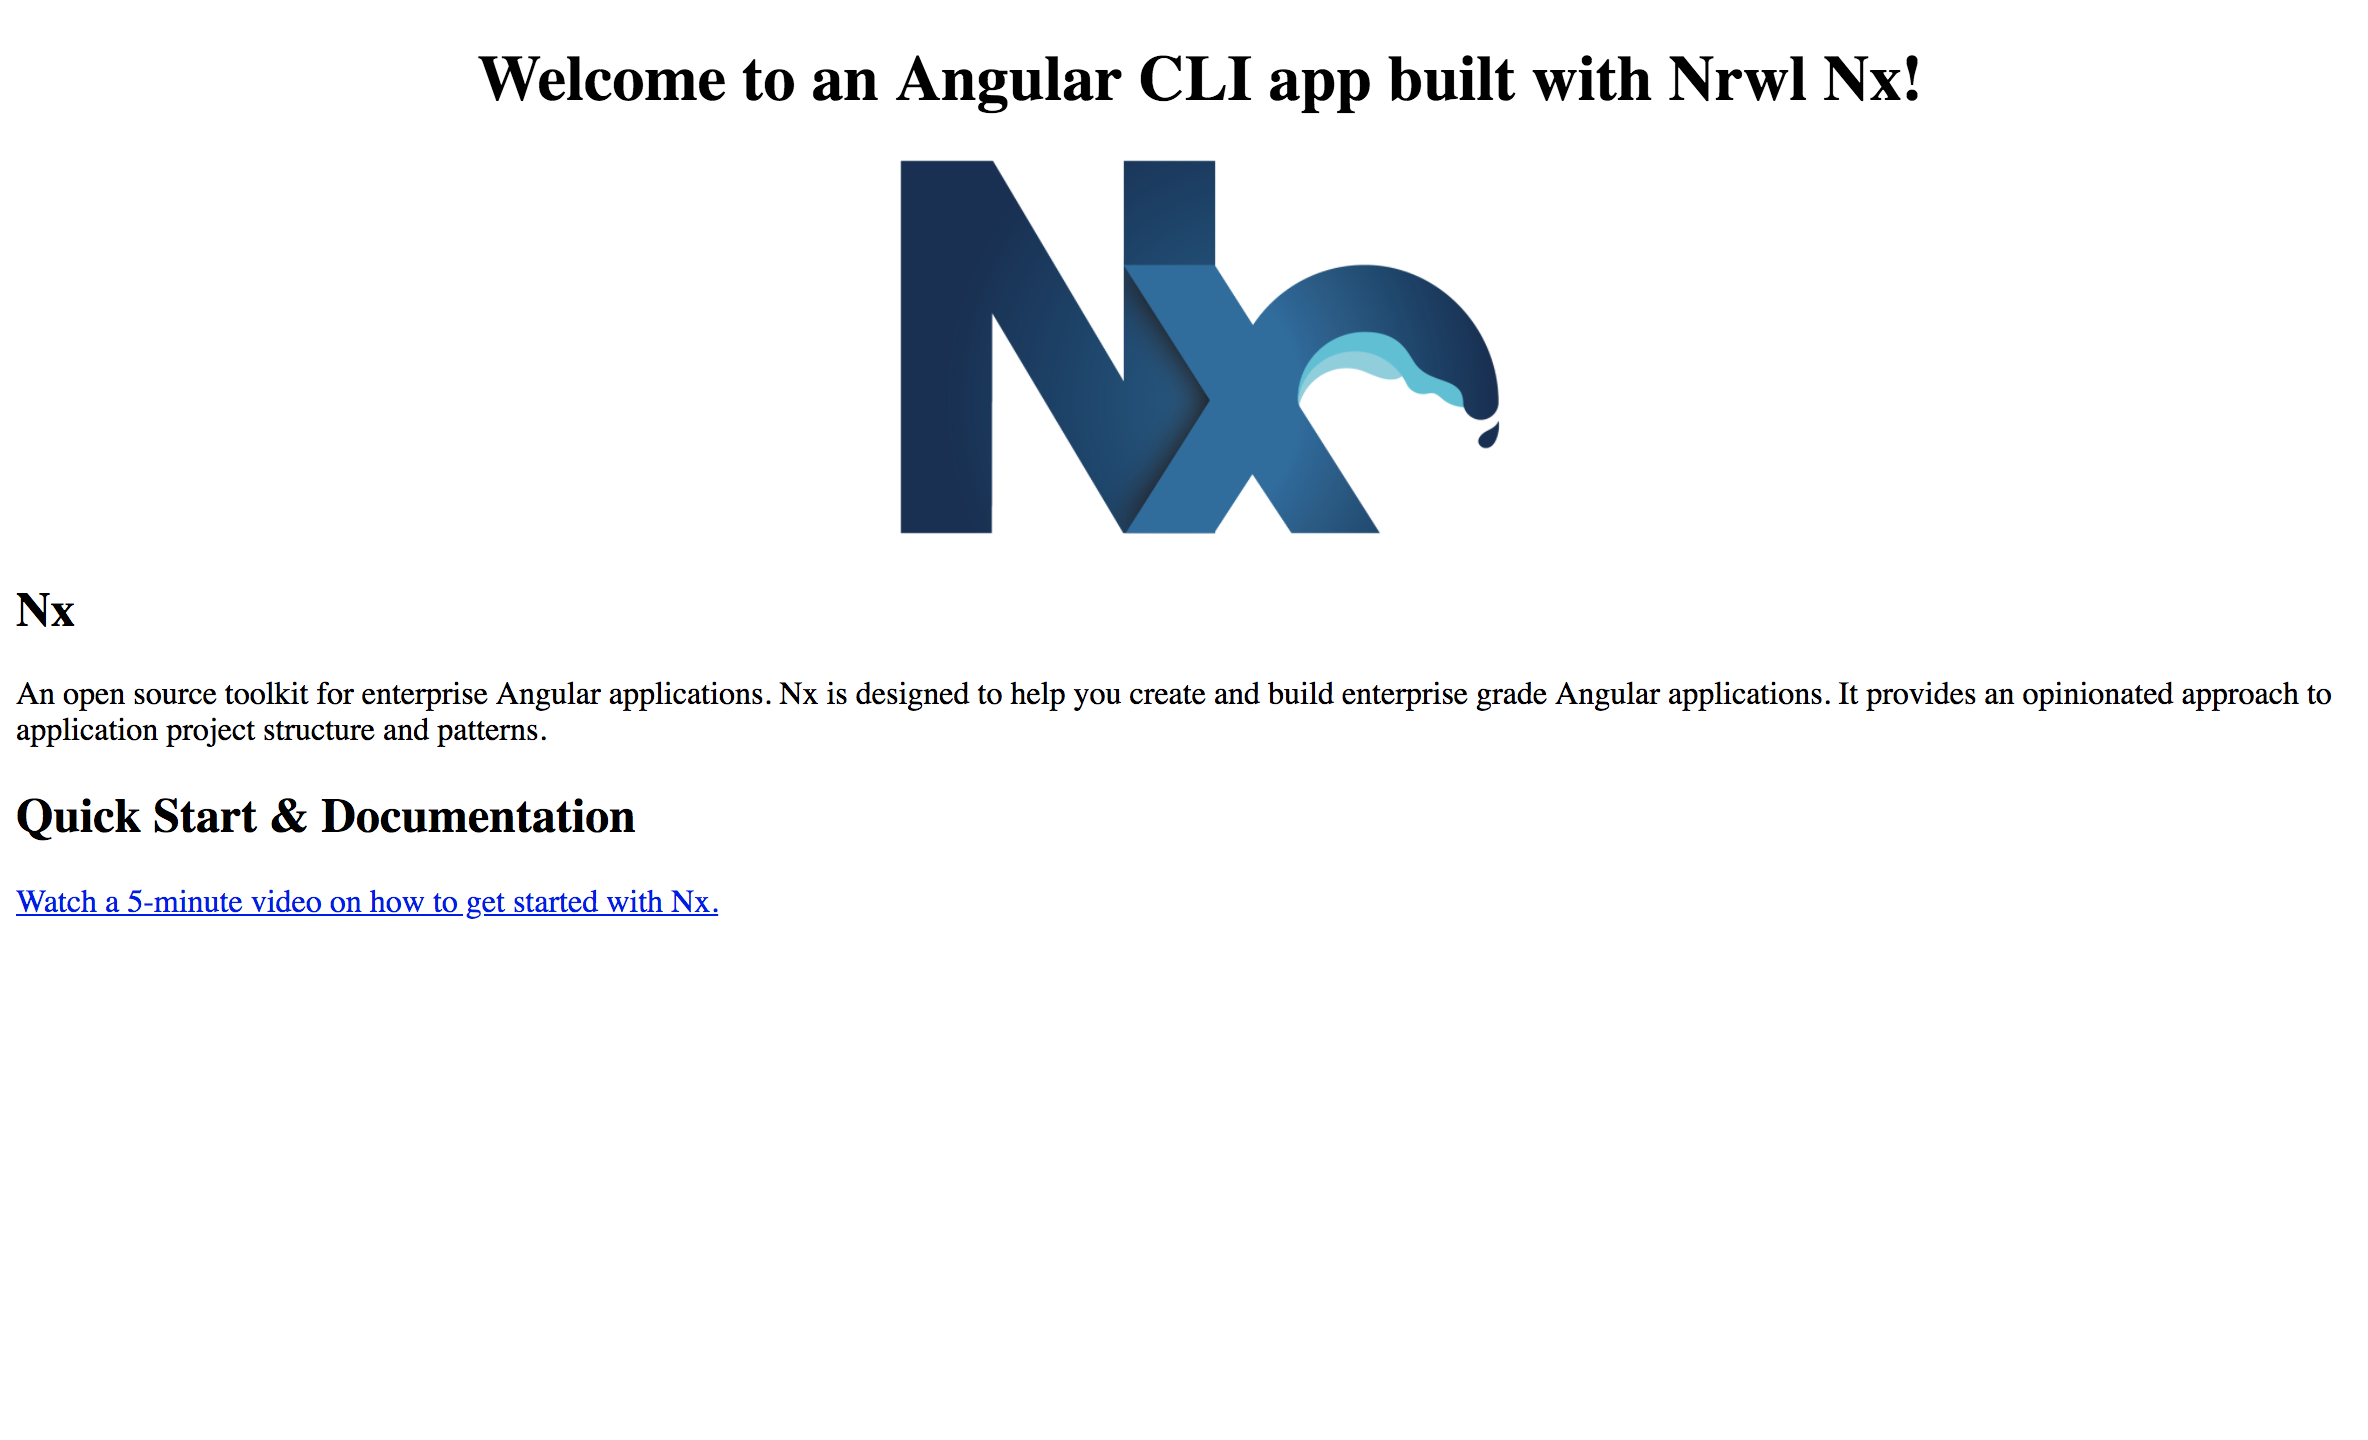 Welcome to an Angular CLI app built with Nrwl Nx!
Nx
Nx
An open source toolkit for enterprise Angular applications. Nx is designed to help you create and build enterprise grade Angular applications. It provides an opinionated approach to
application project structure and patterns.
Quick Start & Documentation
Watch a 5-minute video on how to get started with Nx.